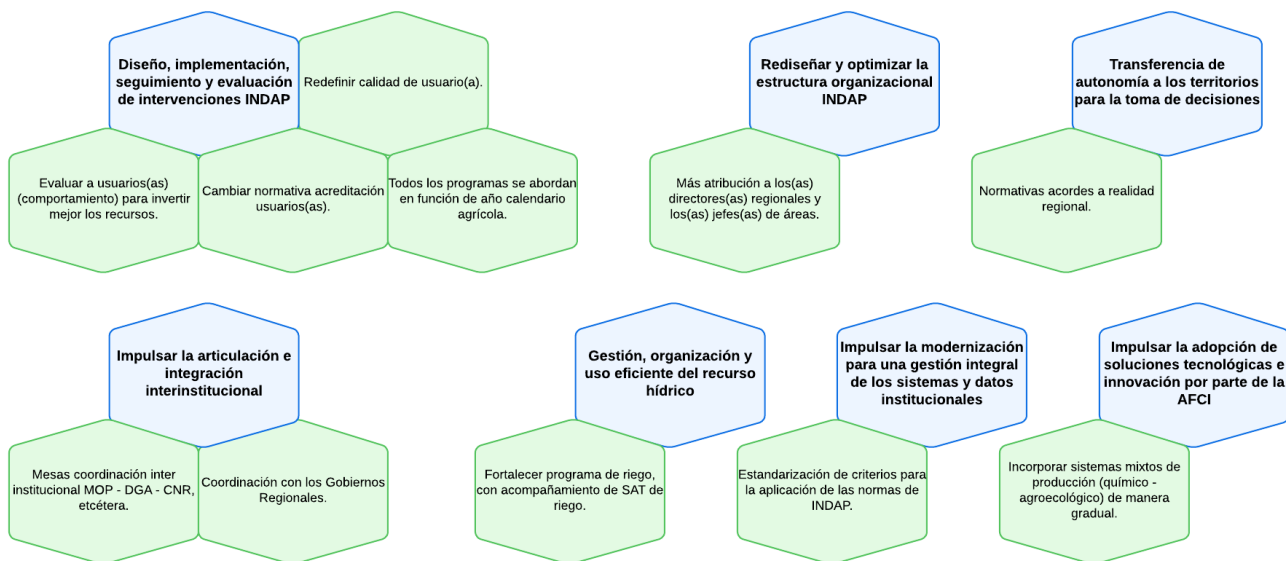 Diseño, implementación,
seguimiento y evaluación
de intervenciones INDAP
Redefinir calidad de usuario(a).
Evaluar a usuarios(as)
(comportamiento) para invertir
mejor los recursos.
Cambiar normativa acreditación
usuarios(as).
Todos los programas se abordan
en función de año calendario
agrícola.
Rediseñar y optimizar la
estructura organizacional
INDAP
Más atribución a los(as)
directores(as) regionales y
los(as) jefes(as) de áreas.
Transferencia de
autonomía a los territorios
para la toma de decisiones
Normativas acordes a realidad
regional.
Impulsar la articulación e
integración
interinstitucional
Mesas coordinación inter
institucional MOP - DGA - CNR,
etcétera.
Coordinación con los Gobiernos
Regionales.
Gestión, organización y
uso eficiente del recurso
hídrico
Fortalecer programa de riego,
con acompañamiento de SAT de
riego.
Impulsar la modernización
para una gestión integral
de los sistemas y datos
institucionales
Estandarización de criterios para
la aplicación de las normas de
INDAP.
Impulsar la adopción de
soluciones tecnológicas e
innovación por parte de la
AFCI
Incorporar sistemas mixtos de
producción (químico -
agroecológico) de manera
gradual.